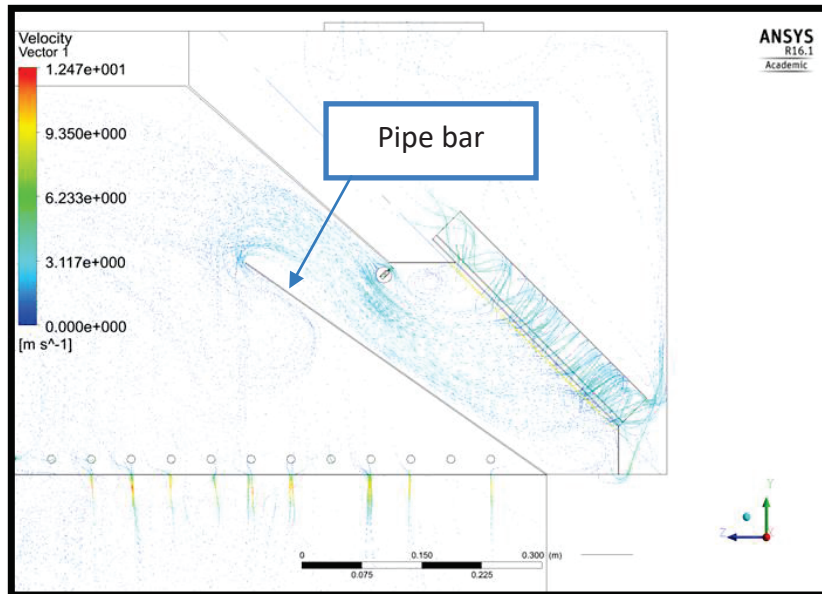 Velocity
Vector 1
1.247e+001
9.350e+000
6.233e+000
3.117e+000
0.000e+000
[m s^-1]
Pipe bar
ANSYS
R16.1
Academic
Y
Z
0 0.150 0.300 (m)
0.075 0.225